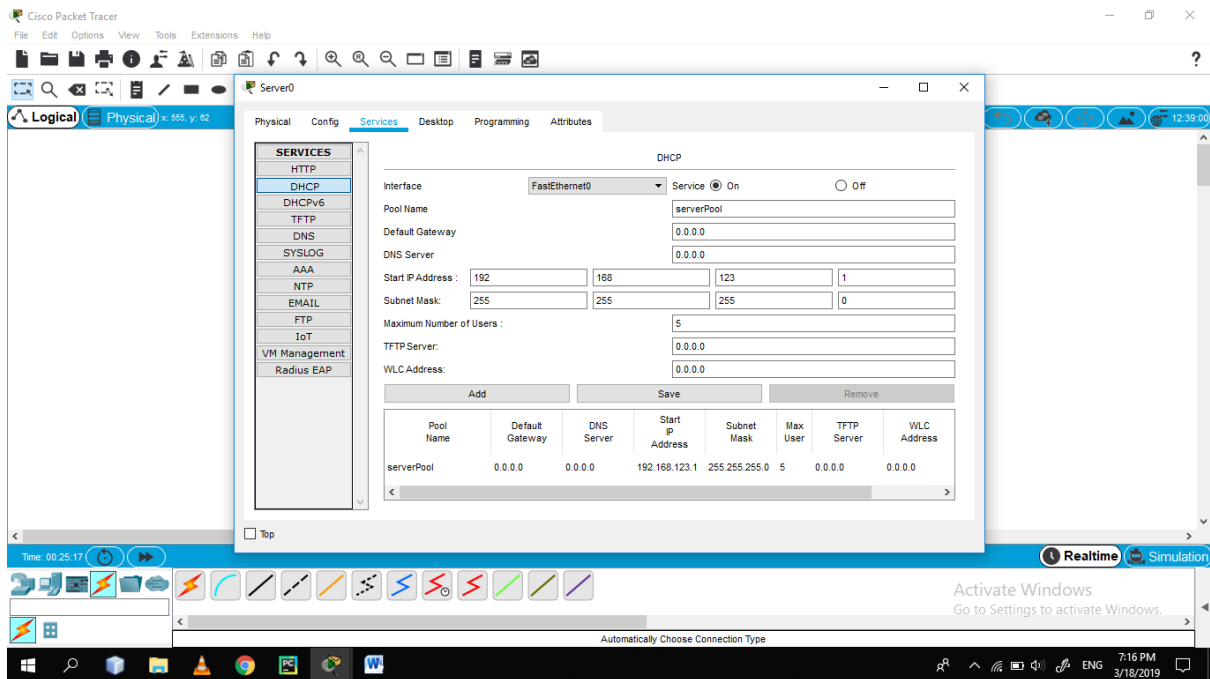 Cisco Packet Tracer
File Edit Options View Tools Extensions Help
?
Logical Physical x: 555, y: 62
12:39:00
Server0
Physical Config Services Desktop Programming Attributes
SERVICES
HTTP
DHCP
DHCPv6
TFTP
DNS
SYSLOG
AAA
NTP
EMAIL
FTP
IoT
VM Management
Radius EAP
DHCP
Interface FastEthernet0 Service On Off
Pool Name serverPool
Default Gateway 0.0.0.0
DNS Server 0.0.0.0
Start IP Address : 192 168 123 1
Subnet Mask: 255 255 255 0
Maximum Number of Users : 5
TFTP Server: 0.0.0.0
WLC Address: 0.0.0.0
Add Save Remove
Pool Name Default Gateway DNS Server Start IP Address Subnet Mask Max User TFTP Server WLC Address
serverPool 0.0.0.0 0.0.0.0 192.168.123.1 255.255.255.0 5 0.0.0.0 0.0.0.0
Top
Time: 00:25:17 Realtime Simulation
Activate Windows
Go to Settings to activate Windows.
Automatically Choose Connection Type
PC W ENG 7:16 PM
3/18/2019